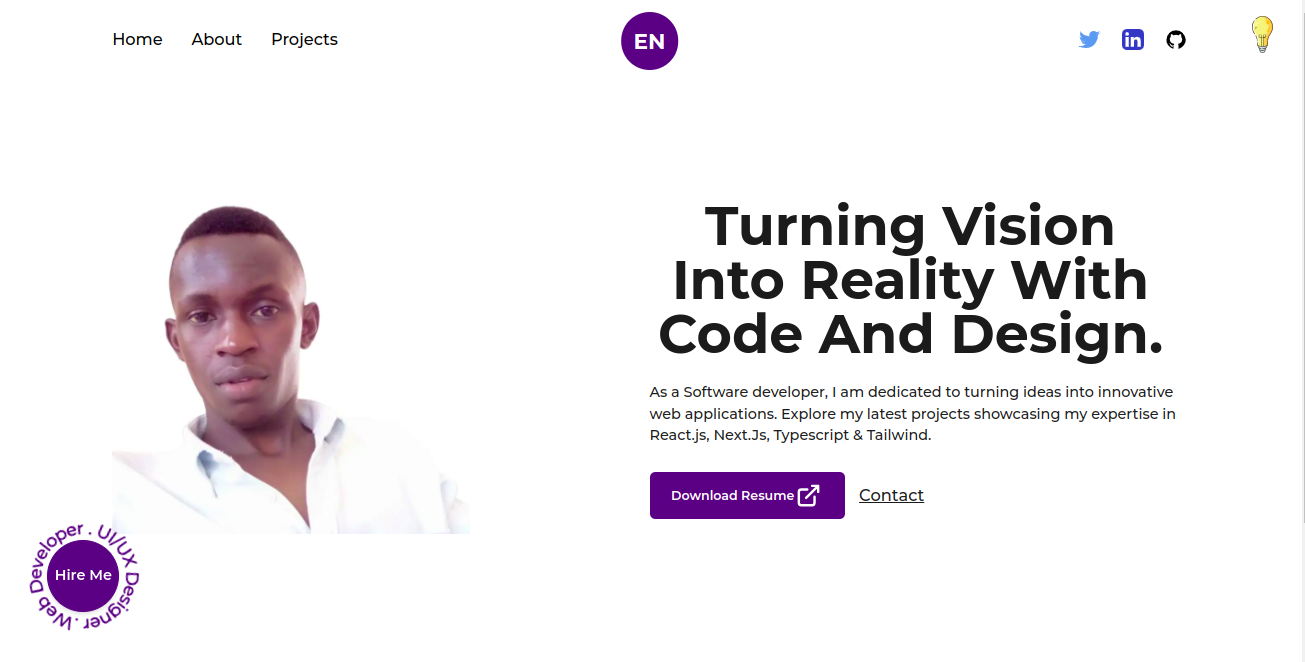 Home About Projects
EN
in
Turning Vision
Into Reality With
Code And Design.
As a Software developer, I am dedicated to turning ideas into innovative
web applications. Explore my latest projects showcasing my expertise in
React.js, Next.Js, Typescript & Tailwind.
Download Resume
Contact
Web Developer . UI/UX Designer .
Hire Me